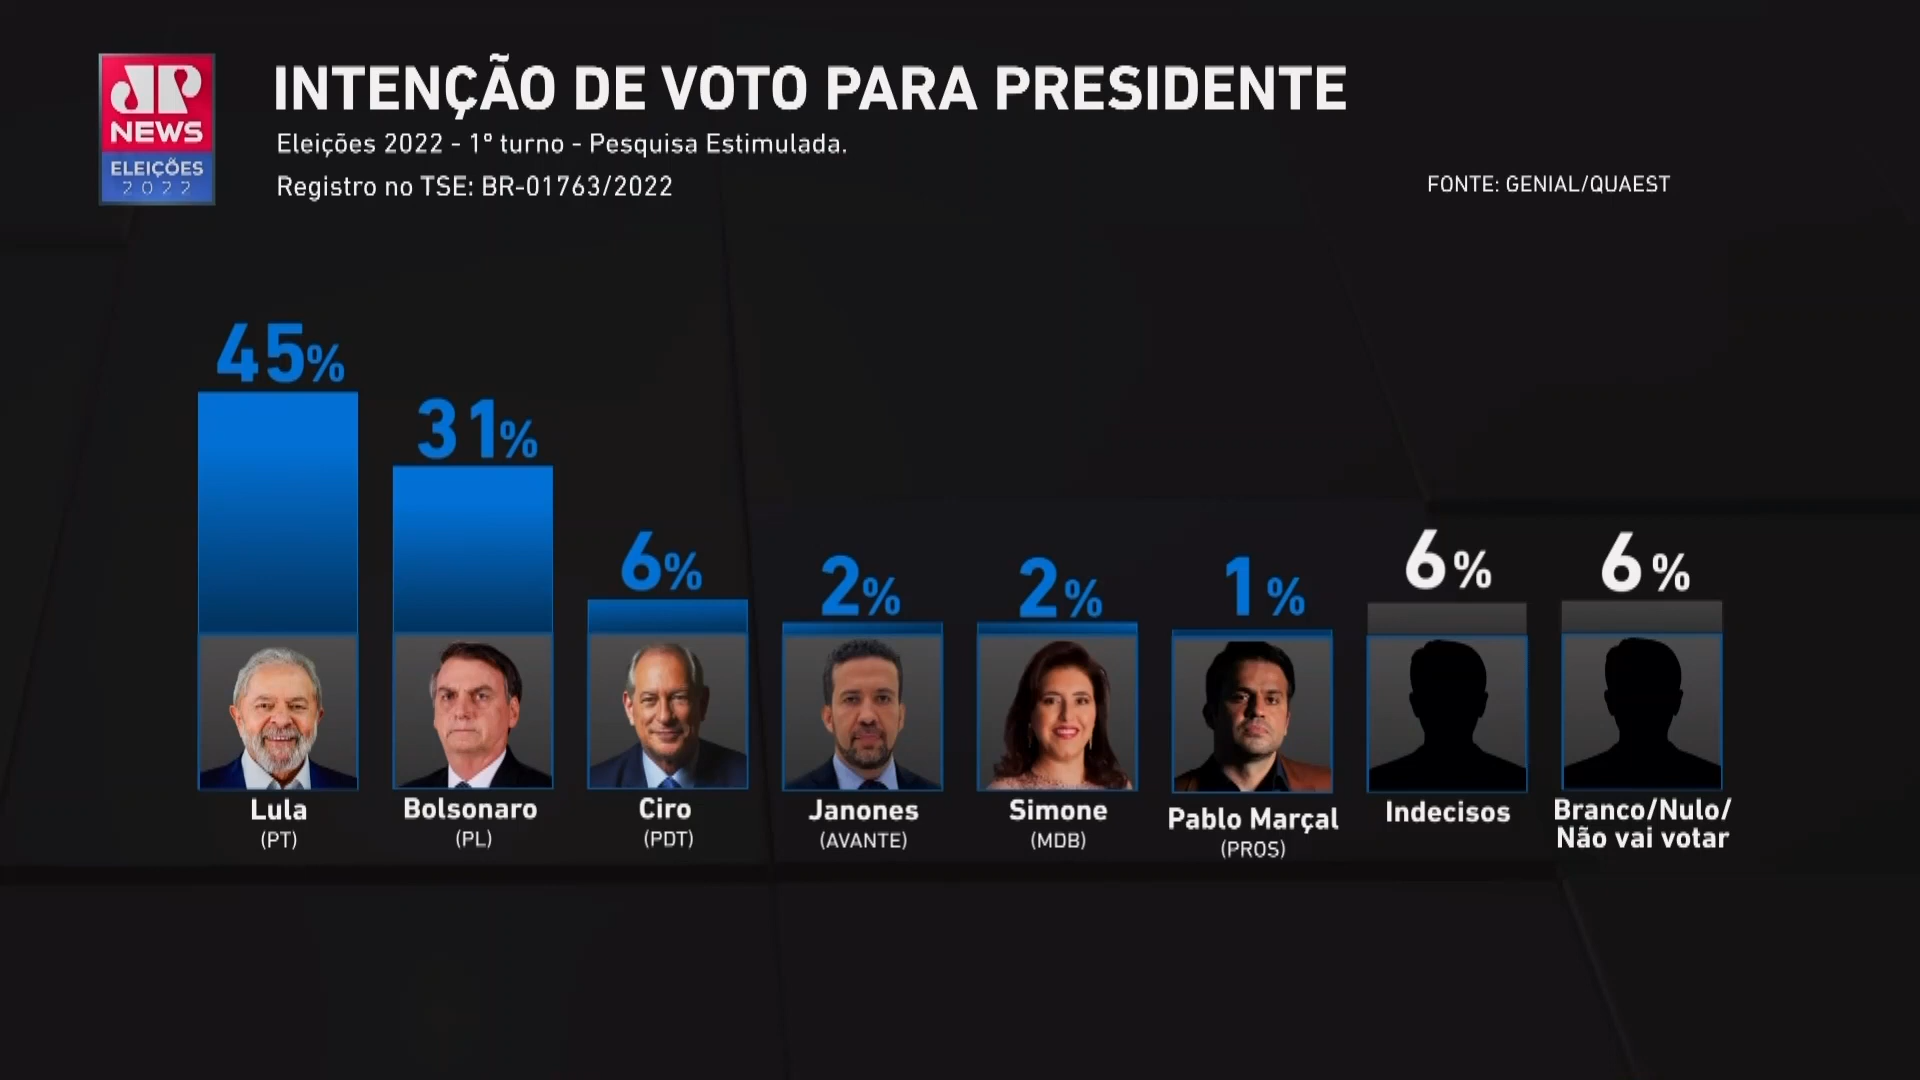 JP
NEWS
ELEIÇÕES
2022
INTENÇÃO DE VOTO PARA PRESIDENTE
Eleições 2022 - 1º turno - Pesquisa Estimulada.
Registro no TSE: BR-01763/2022
FONTE: GENIAL/QUAEST
45%
31%
6%
2%
2%
1%
6%
6%
Lula
(PT)
Bolsonaro
(PL)
Ciro
(PDT)
Janones
(AVANTE)
Simone
(MDB)
Pablo Marçal
(PROS)
Indecisos
Branco/Nulo/
Não vai votar